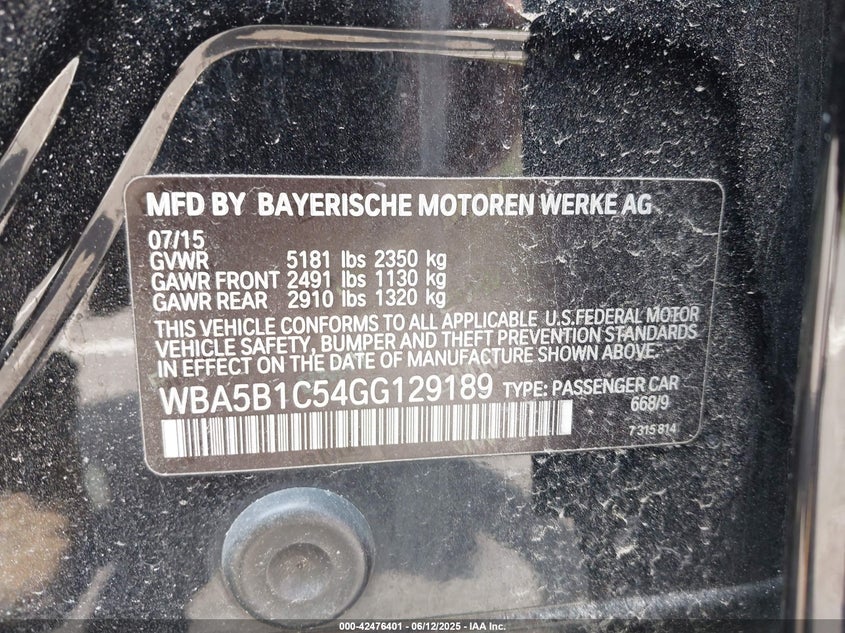 MFD BY BAYERISCHE MOTOREN WERKE AG
07/15
GVWR 5181 lbs 2350 kg
GAWR FRONT 2491 lbs 1130 kg
GAWR REAR 2910 lbs 1320 kg
THIS VEHICLE CONFORMS TO ALL APPLICABLE U.S.FEDERAL MOTOR
VEHICLE SAFETY, BUMPER AND THEFT PREVENTION STANDARDS
IN EFFECT ON THE DATE OF MANUFACTURE SHOWN ABOVE.
WBA5B1C54GG129189 TYPE: PASSENGER CAR
668/9
7 315 814
000-42476401 - 06/12/2025 - IAA Inc.